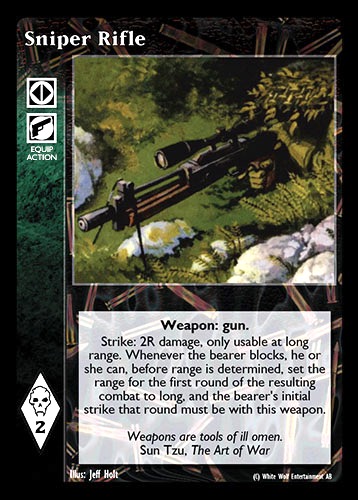 Sniper Rifle
EQUIP
ACTION
Weapon: gun.
Strike: 2R damage, only usable at long
range. Whenever the bearer blocks, he or
she can, before range is determined, set the
range for the first round of the resulting
combat to long, and the bearer's initial
strike that round must be with this weapon.
Weapons are tools of ill omen.
Sun Tzu, The Art of War
2
Illus: Jeff Holt
(C) White Wolf Entertainment AB